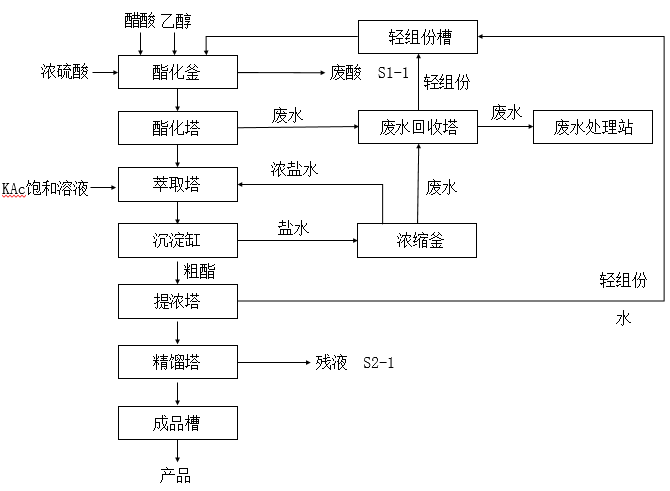 醋酸 乙醇
轻组份槽
浓硫酸
酯化釜
废酸 S1-1
轻组份
酯化塔
废水
废水回收塔
废水
废水处理站
KAc饱和溶液
萃取塔
浓盐水
废水
沉淀缸
盐水
浓缩釜
粗酯
轻组份
提浓塔
水
精馏塔
残液 S2-1
成品槽
产品